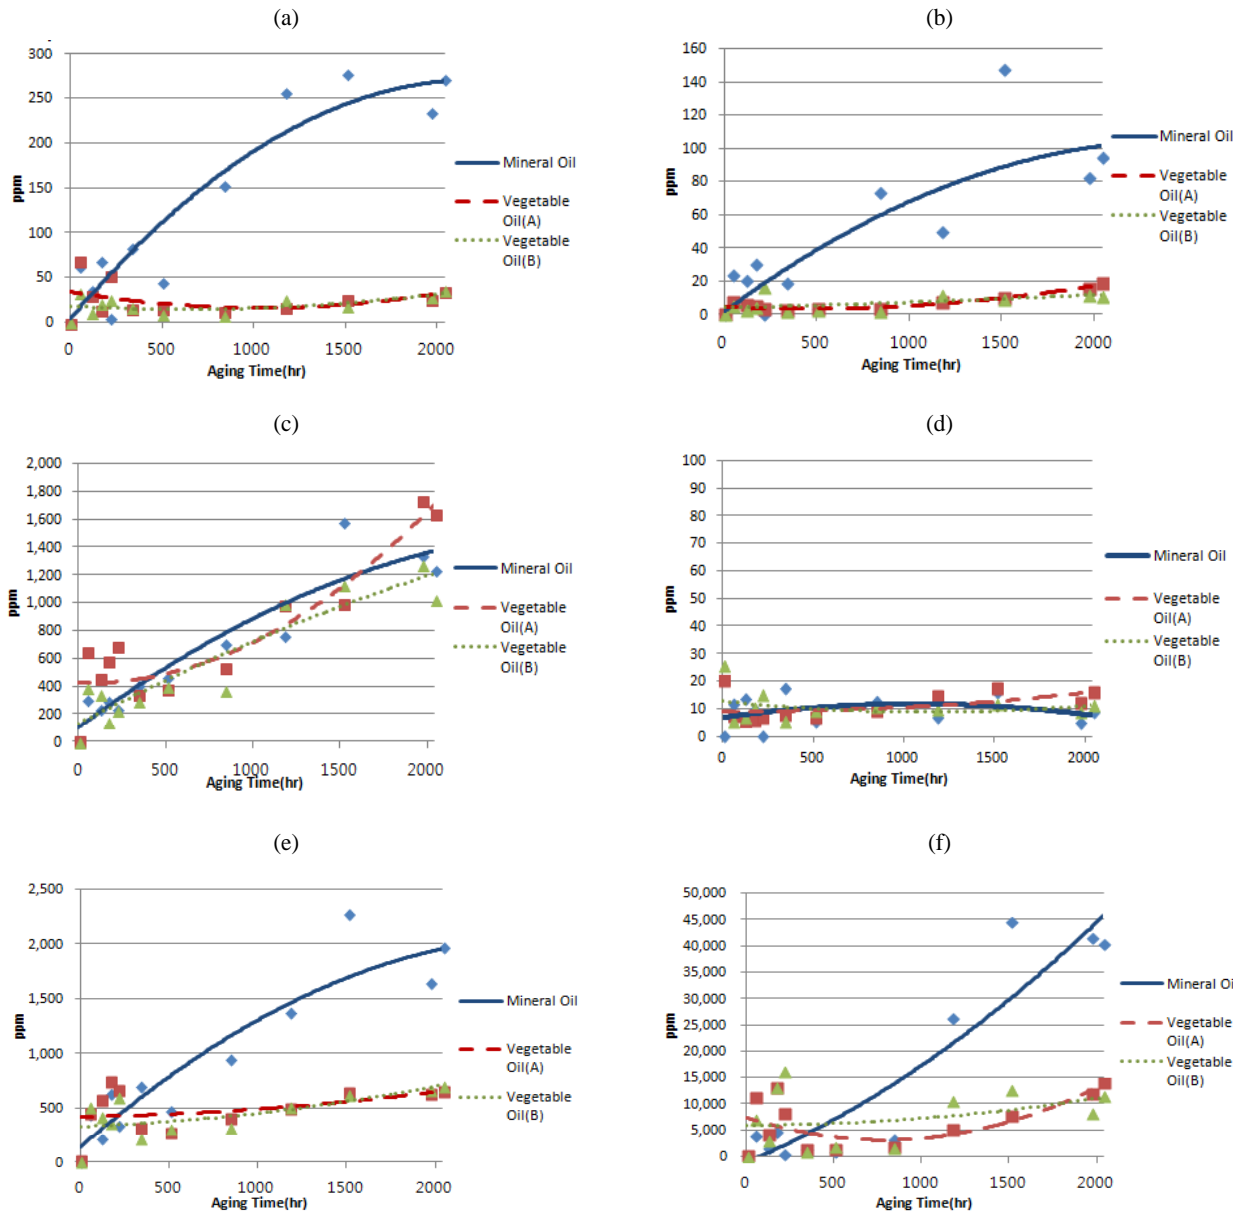 (a)
300
250
200
150
100
50
0
ppm
0 500 1000 1500 2000
Aging Time(hr)
Mineral Oil
Vegetable
Oil(A)
Vegetable
Oil(B)
(b)
160
140
120
100
80
60
40
20
0
ppm
0 500 1000 1500 2000
Aging Time(hr)
Mineral Oil
Vegetable
Oil(A)
Vegetable
Oil(B)
(c)
2,000
1,800
1,600
1,400
1,200
1,000
800
600
400
200
0
ppm
0 500 1000 1500 2000
Aging Time(hr)
Mineral Oil
Vegetable
Oil(A)
Vegetable
Oil(B)
(d)
100
90
80
70
60
50
40
30
20
10
0
ppm
0 500 1000 1500 2000
Aging Time(hr)
Mineral Oil
Vegetable
Oil(A)
Vegetable
Oil(B)
(e)
2,500
2,000
1,500
1,000
500
0
ppm
0 500 1000 1500 2000
Aging Time(hr)
Mineral Oil
Vegetable
Oil(A)
Vegetable
Oil(B)
(f)
50,000
45,000
40,000
35,000
30,000
25,000
20,000
15,000
10,000
5,000
0
ppm
0 500 1000 1500 2000
Aging Time(hr)
Mineral Oi
Vegetable
Oil(A)
Vegetable
Oil(B)